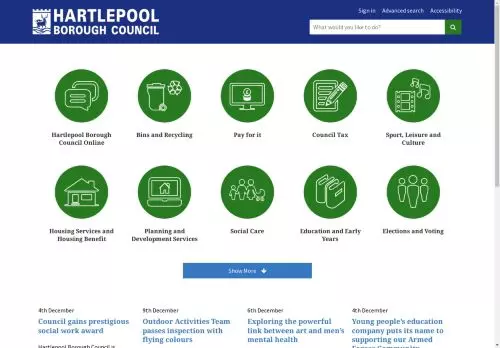 HARTLEPOOL
BOROUGH COUNCIL
Sign in Advanced search Accessibility
What would you like to do?
Hartlepool Borough
Council Online
Bins and Recycling
Pay for it
Council Tax
Sport, Leisure and
Culture
Housing Services and
Housing Benefit
Planning and
Development Services
Social Care
Education and Early
Years
Elections and Voting
Show More
4th December
Council gains prestigious
social work award
Hartlepool Borough Council is
9th December
Outdoor Activities Team
passes inspection with
flying colours
6th December
Exploring the powerful
link between art and men's
mental health
4th December
Young people's education
company puts its name to
supporting our Armed
Forces Community